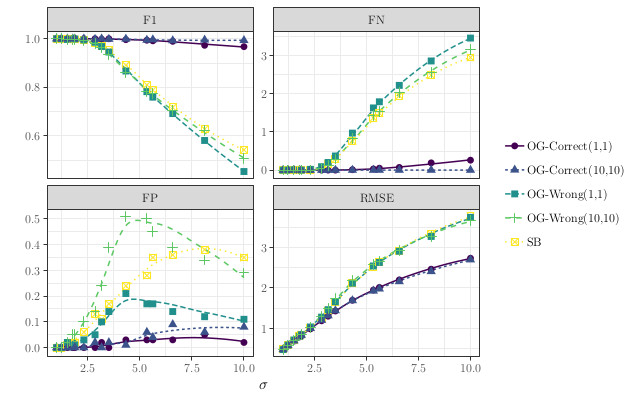 F1
FN
1.0
0.8
0.6
3
2
1
0
FP
RMSE
0.5
0.4
0.3
0.2
0.1
0.0
3
2
1
2.5 5.0 7.5 10.0
2.5 5.0 7.5 10.0
σ
OG-Correct(1,1)
OG-Correct(10,10)
OG-Wrong(1,1)
OG-Wrong(10,10)
SB